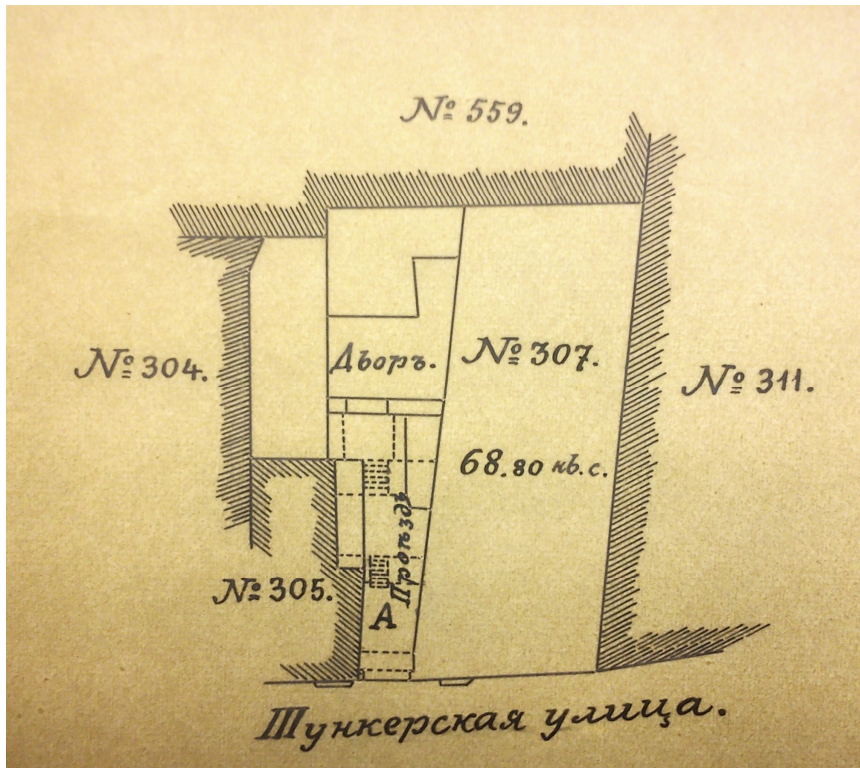 № 559.
№ 304.
Дворъ.
№ 307.
№ 311.
68.80 кв. с.
Проѣздъ
№ 305.
А
Шункерская улица.